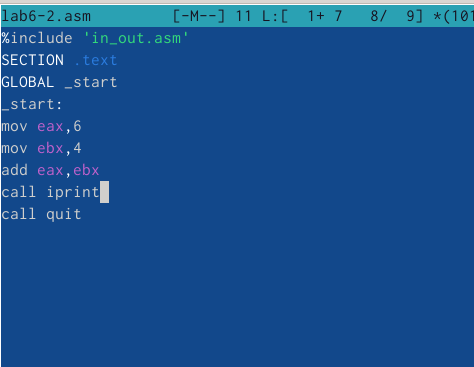 lab6-2.asm [-M--] 11 L:[ 1+ 7 8/ 9] *(101
%include 'in_out.asm'
SECTION .text
GLOBAL _start
_start:
mov eax,6
mov ebx,4
add eax,ebx
call iprint
call quit